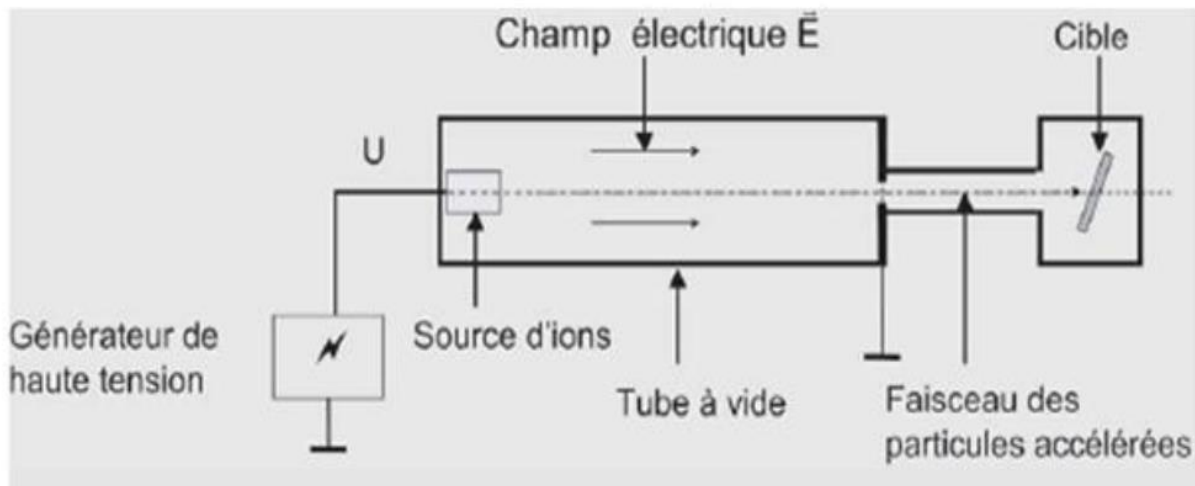 Champ électrique E⃗
Cible
U
Générateur de
haute tension
Source d'ions
Tube à vide
Faisceau des
particules accélérées